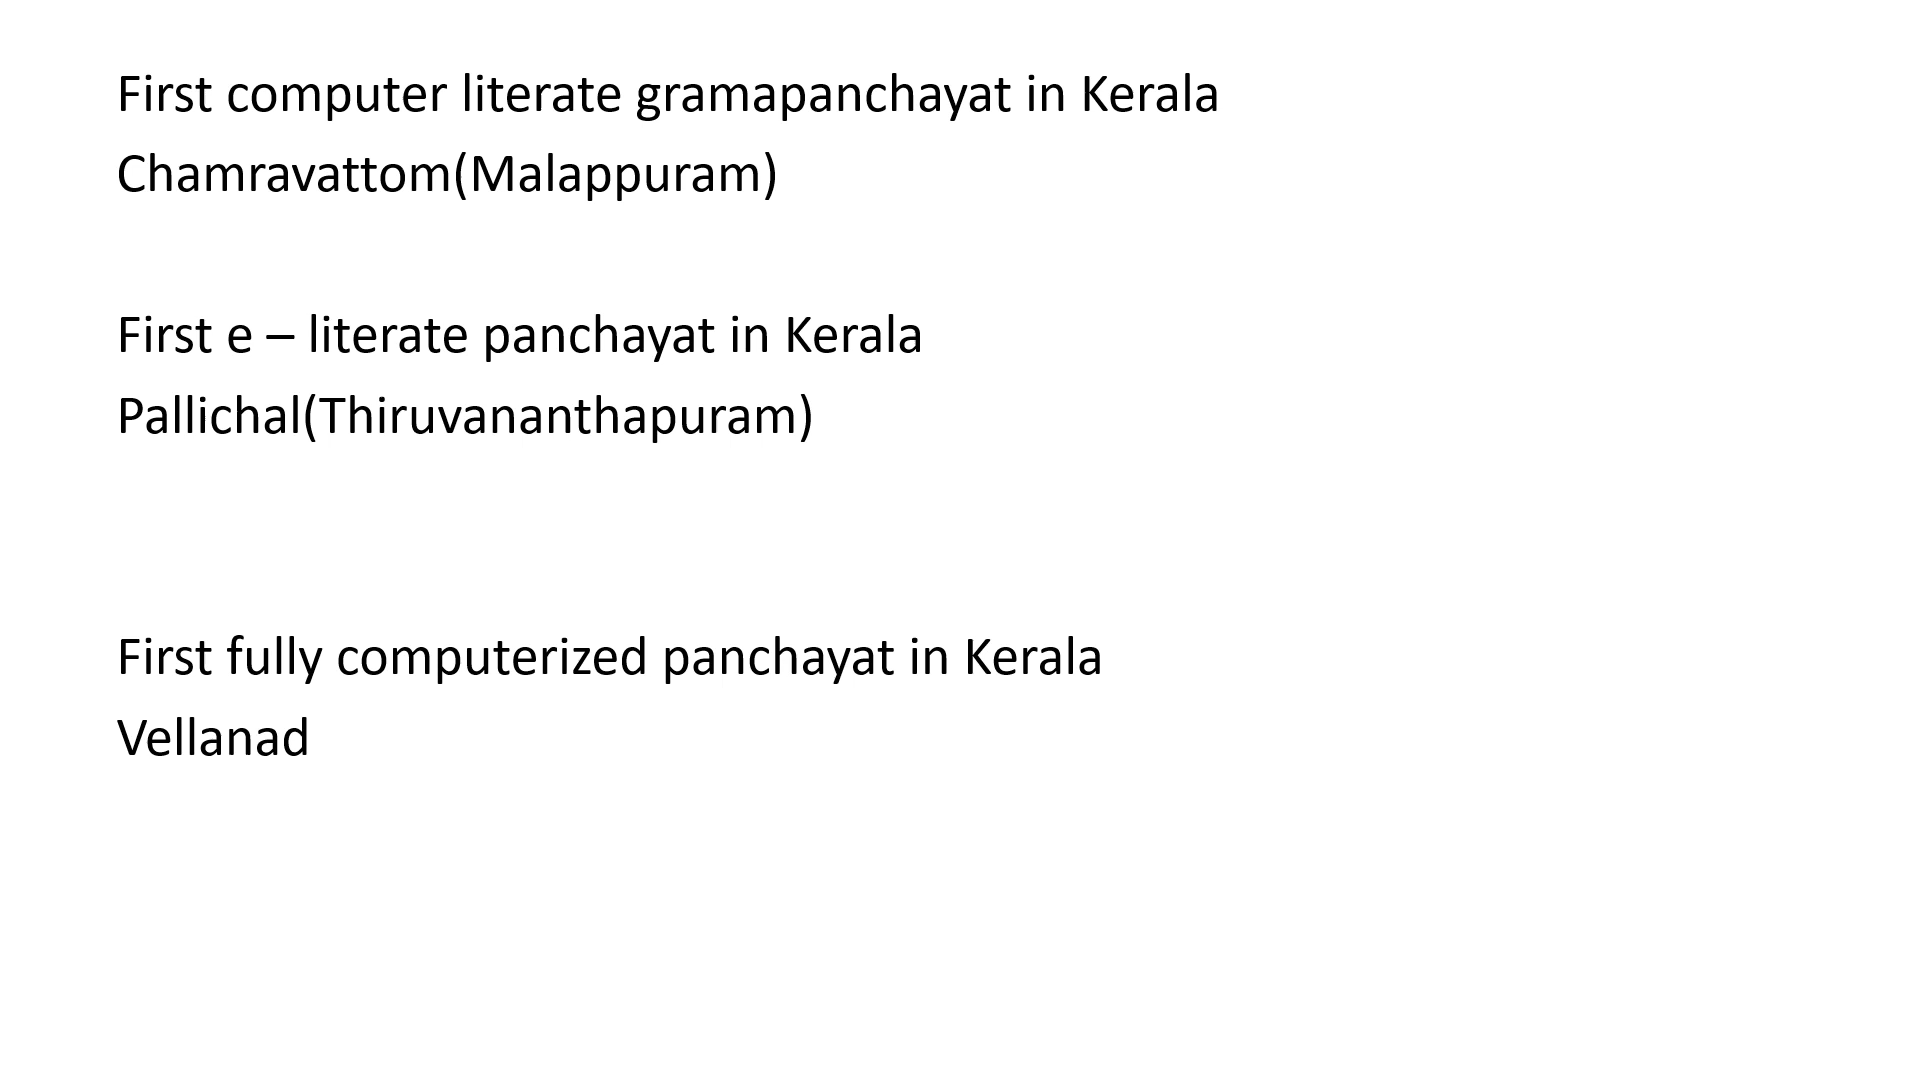 First computer literate gramapanchayat in Kerala
Chamravattom(Malappuram)
First e – literate panchayat in Kerala
Pallichal(Thiruvananthapuram)
First fully computerized panchayat in Kerala
Vellanad